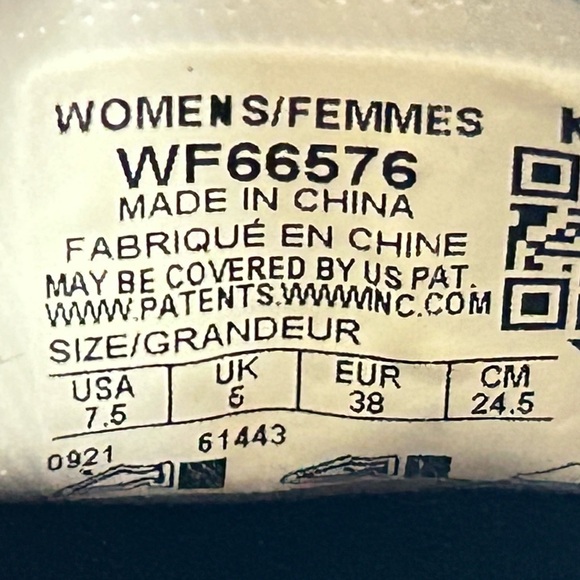 WOMENS/FEMMES
WF66576
MADE IN CHINA
FABRIQUÉ EN CHINE
MAY BE COVERED BY US PAT.
WWW.PATENTS.WWWINC.COM
SIZE/GRANDEUR
USA UK EUR CM
7.5 38 24.5
0921 61443